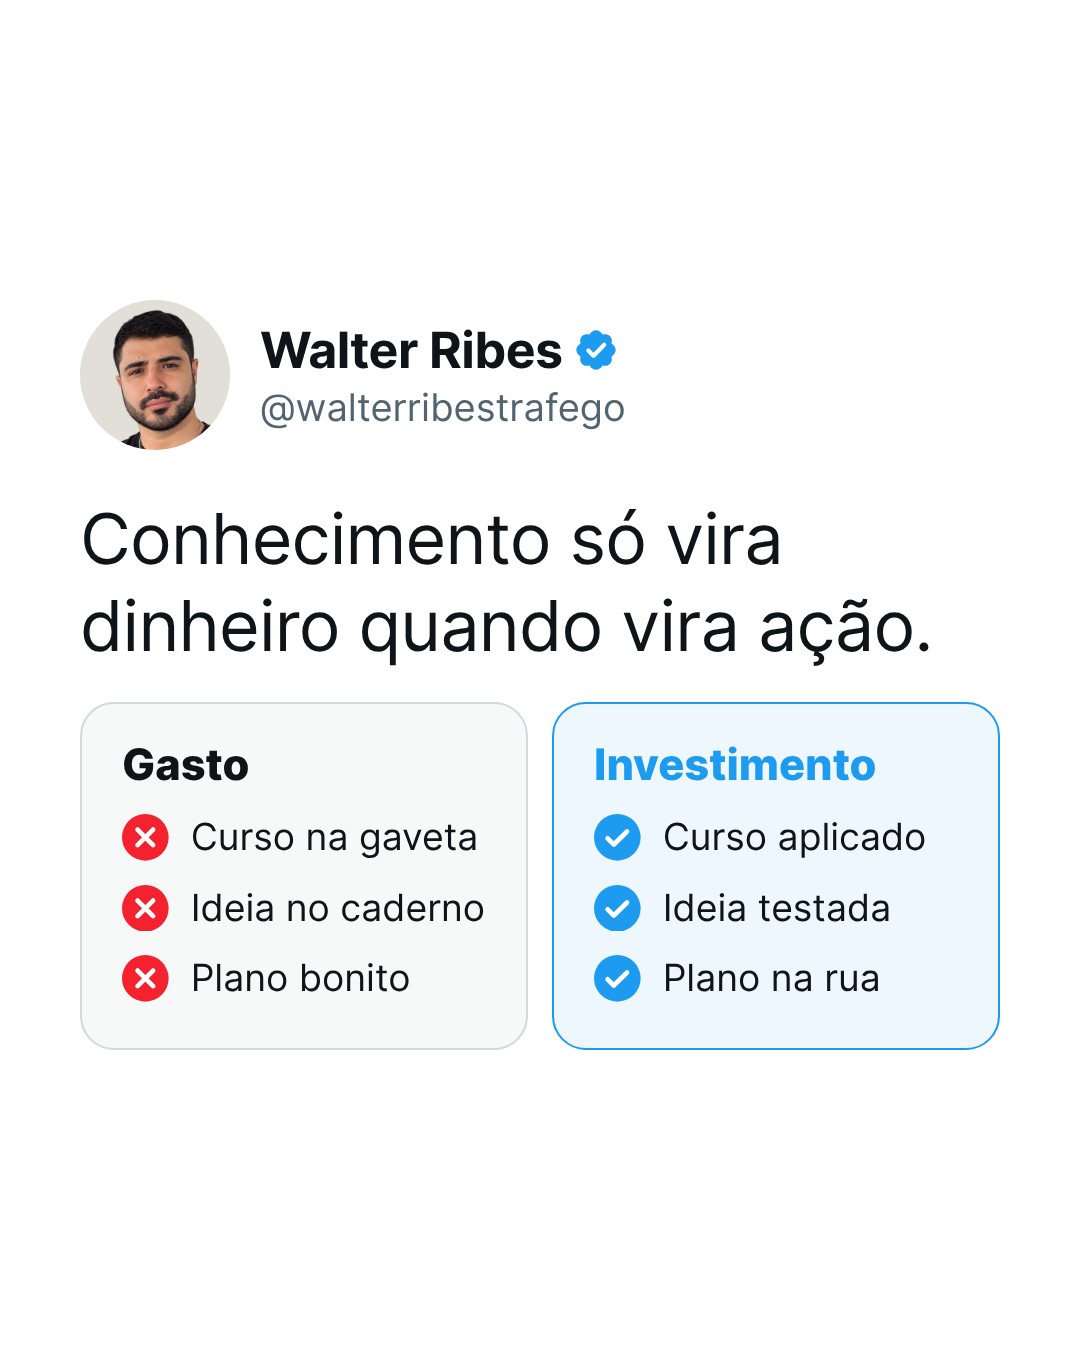 Walter Ribes
@walterribestrafego
Conhecimento só vira
dinheiro quando vira ação.
Gasto
Curso na gaveta
Ideia no caderno
Plano bonito
Investimento
Curso aplicado
Ideia testada
Plano na rua